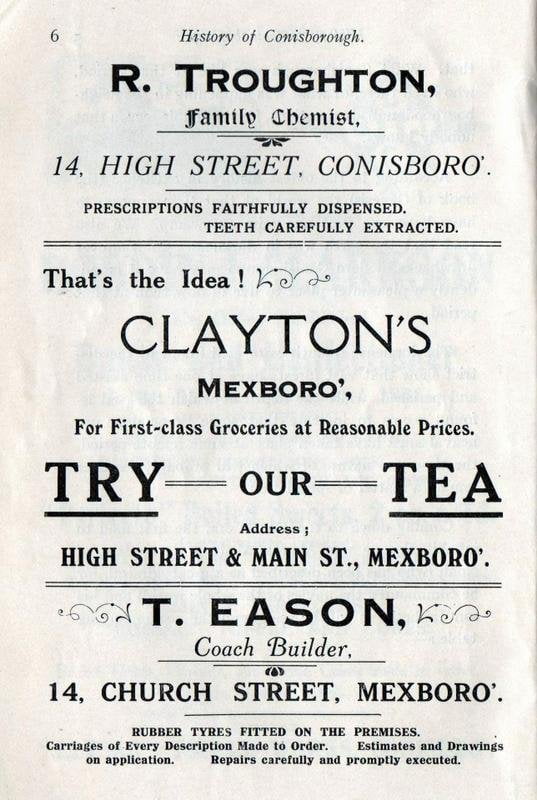 6 History of Conisborough.
R. TROUGHTON,
Family Chemist,
14, HIGH STREET, CONISBORO'.
PRESCRIPTIONS FAITHFULLY DISPENSED.
TEETH CAREFULLY EXTRACTED.
That's the Idea!
CLAYTON'S
MEXBORO',
For First-class Groceries at Reasonable Prices.
TRY OUR TEA
Address;
HIGH STREET & MAIN ST., MEXBORO'.
T. EASON,
Coach Builder,
14, CHURCH STREET, MEXBORO'.
RUBBER TYRES FITTED ON THE PREMISES.
Carriages of Every Description Made to Order. Estimates and Drawings
on application. Repairs carefully and promptly executed.